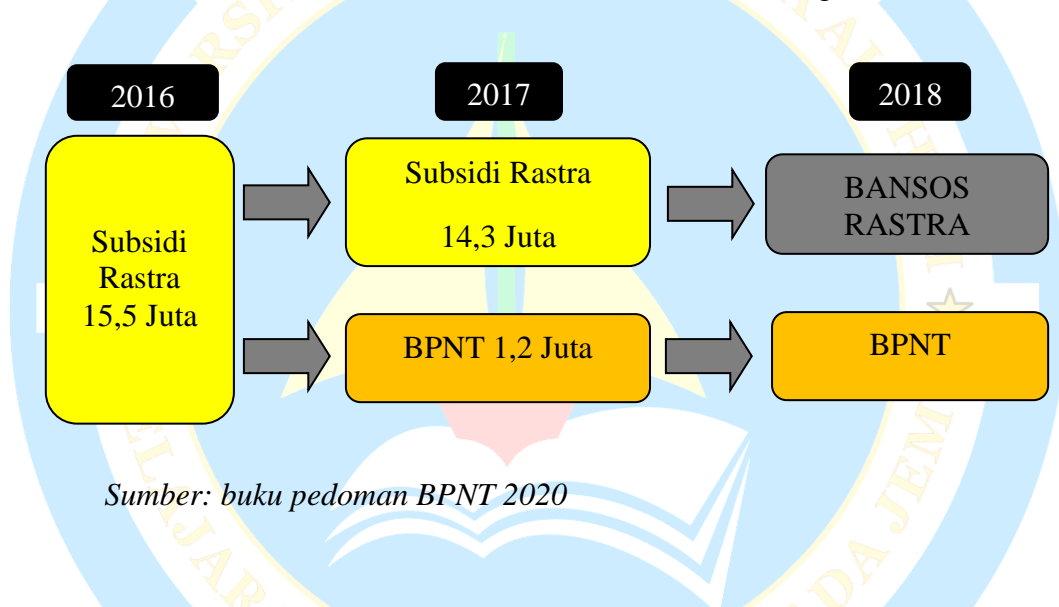 2016
2017
2018
Subsidi
Rastra
15,5 Juta
Subsidi Rastra
14,3 Juta
BANSOS
RASTRA
BPNT 1,2 Juta
BPNT
Sumber: buku pedoman BPNT 2020